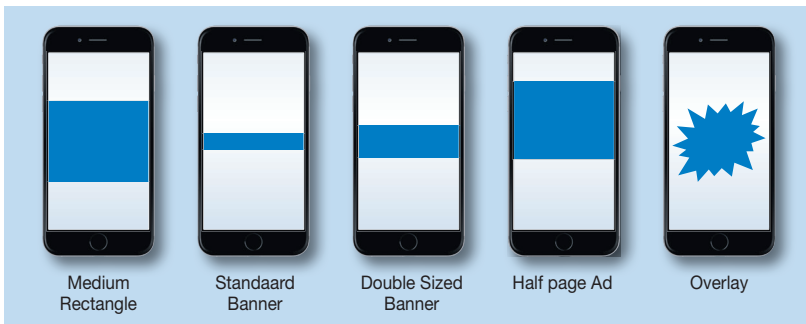 Medium
Rectangle
Standaard
Banner
Double Sized
Banner
Half page Ad
Overlay